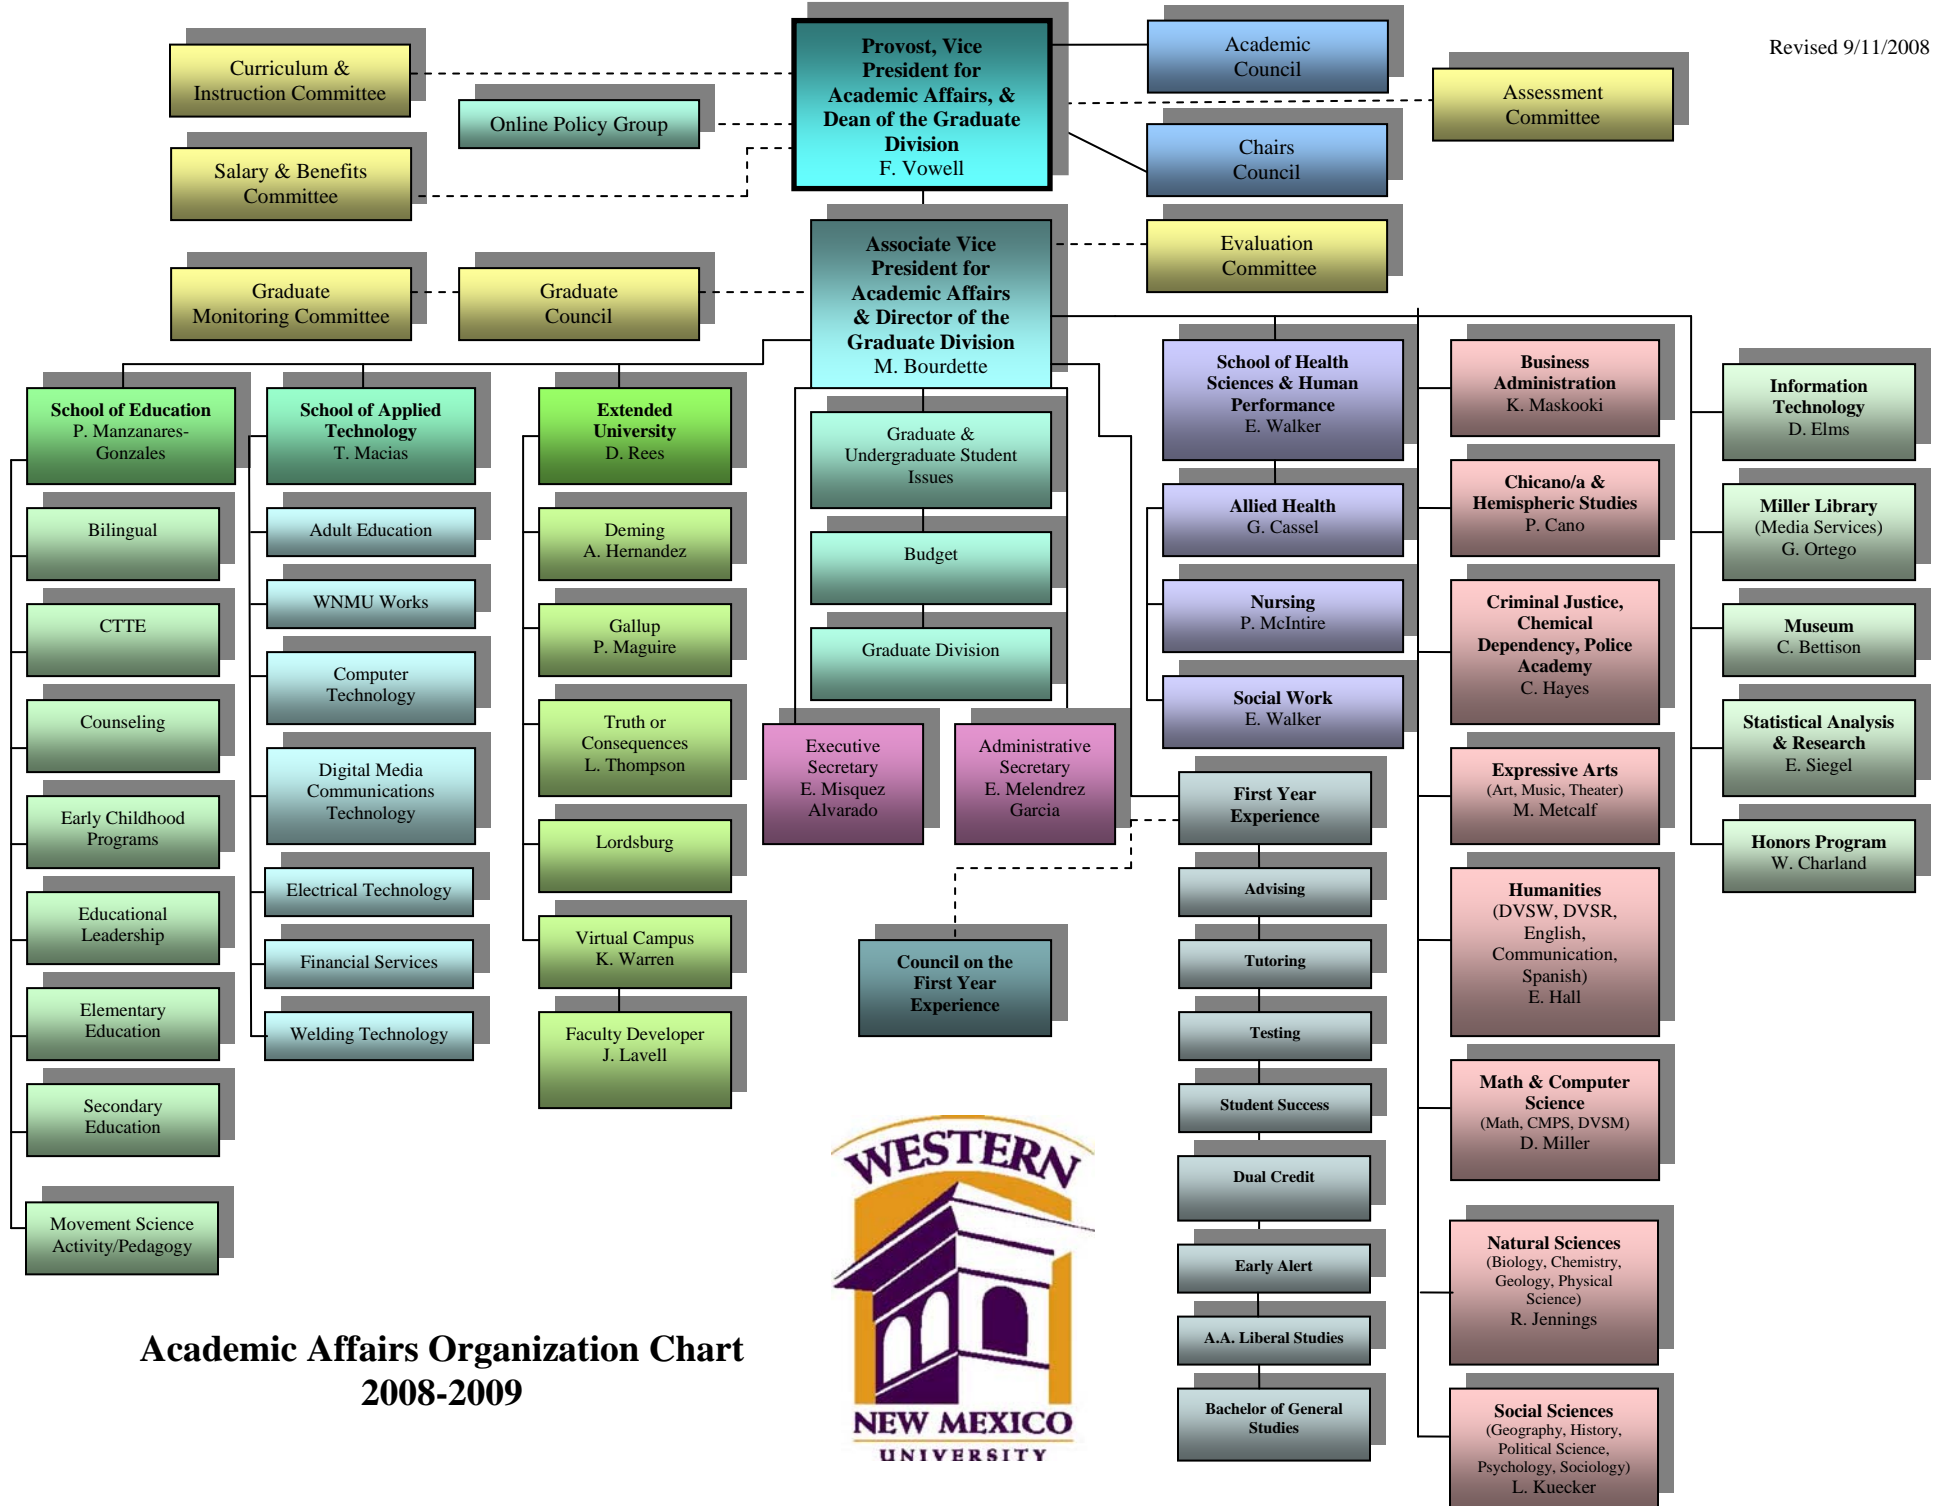 Revised 9/11/2008
Provost, Vice
President for
Academic Affairs, &
Dean of the Graduate
Division
F. Vowell
Curriculum &
Instruction Committee
Online Policy Group
Salary & Benefits
Committee
Academic
Council
Assessment
Committee
Chairs
Council
Associate Vice
President for
Academic Affairs
& Director of the
Graduate Division
M. Bourdette
Evaluation
Committee
Graduate
Monitoring Committee
Graduate
Council
School of Education
P. Manzanares-
Gonzales
Bilingual
CTTE
Counseling
Early Childhood
Programs
Educational
Leadership
Elementary
Education
Secondary
Education
Movement Science
Activity/Pedagogy
School of Applied
Technology
T. Macias
Adult Education
WNMU Works
Computer
Technology
Digital Media
Communications
Technology
Electrical Technology
Financial Services
Welding Technology
Extended
University
D. Rees
Deming
A. Hernandez
Gallup
P. Maguire
Truth or
Consequences
L. Thompson
Lordsburg
Virtual Campus
K. Warren
Faculty Developer
J. Lavell
Graduate &
Undergraduate Student
Issues
Budget
Graduate Division
Executive
Secretary
E. Misquez
Alvarado
Administrative
Secretary
E. Melendrez
Garcia
Council on the
First Year
Experience
School of Health
Sciences & Human
Performance
E. Walker
Allied Health
G. Cassel
Nursing
P. McIntire
Social Work
E. Walker
First Year
Experience
Advising
Tutoring
Testing
Student Success
Dual Credit
Early Alert
A.A. Liberal Studies
Bachelor of General
Studies
Business
Administration
K. Maskooki
Chicano/a &
Hemispheric Studies
P. Cano
Criminal Justice,
Chemical
Dependency, Police
Academy
C. Hayes
Expressive Arts
(Art, Music, Theater)
M. Metcalf
Humanities
(DVSW, DVSR,
English,
Communication,
Spanish)
E. Hall
Math & Computer
Science
(Math, CMPS, DVSM)
D. Miller
Natural Sciences
(Biology, Chemistry,
Geology, Physical
Science)
R. Jennings
Social Sciences
(Geography, History,
Political Science,
Psychology, Sociology)
L. Kuecker
Information
Technology
D. Elms
Miller Library
(Media Services)
G. Ortego
Museum
C. Bettison
Statistical Analysis
& Research
E. Siegel
Honors Program
W. Charland
WESTERN
NEW MEXICO
UNIVERSITY
Academic Affairs Organization Chart
2008-2009